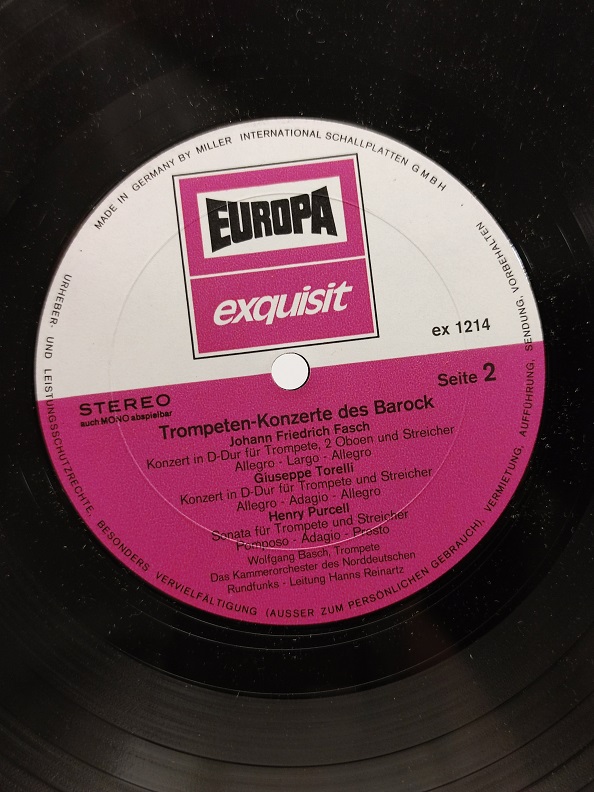 MADE IN GERMANY BY MILLER INTERNATIONAL SCHALLPLATTEN GMBH
EUROPA
exquisit
ex 1214
Seite 2
STEREO
auch MONO abspielbar
Trompeten-Konzerte des Barock
Johann Friedrich Fasch
Konzert in D-Dur für Trompete, 2 Oboen und Streicher
Allegro - Largo - Allegro
Giuseppe Torelli
Konzert in D-Dur für Trompete und Streicher
Allegro - Adagio - Allegro
Henry Purcell
Sonata für Trompete und Streicher
Pomposo - Adagio - Presto
Wolfgang Basch, Trompete
Das Kammerorchester des Norddeutschen
Rundfunks - Leitung Hanns Reinartz
URHEBER- UND LEISTUNGSSCHUTZRECHTE, BESONDERS VERVIELFÄLTIGUNG (AUSSER ZUM PERSÖNLICHEN GEBRAUCH), VERMIETUNG, AUFFÜHRUNG, SENDUNG, VORBEHALTEN